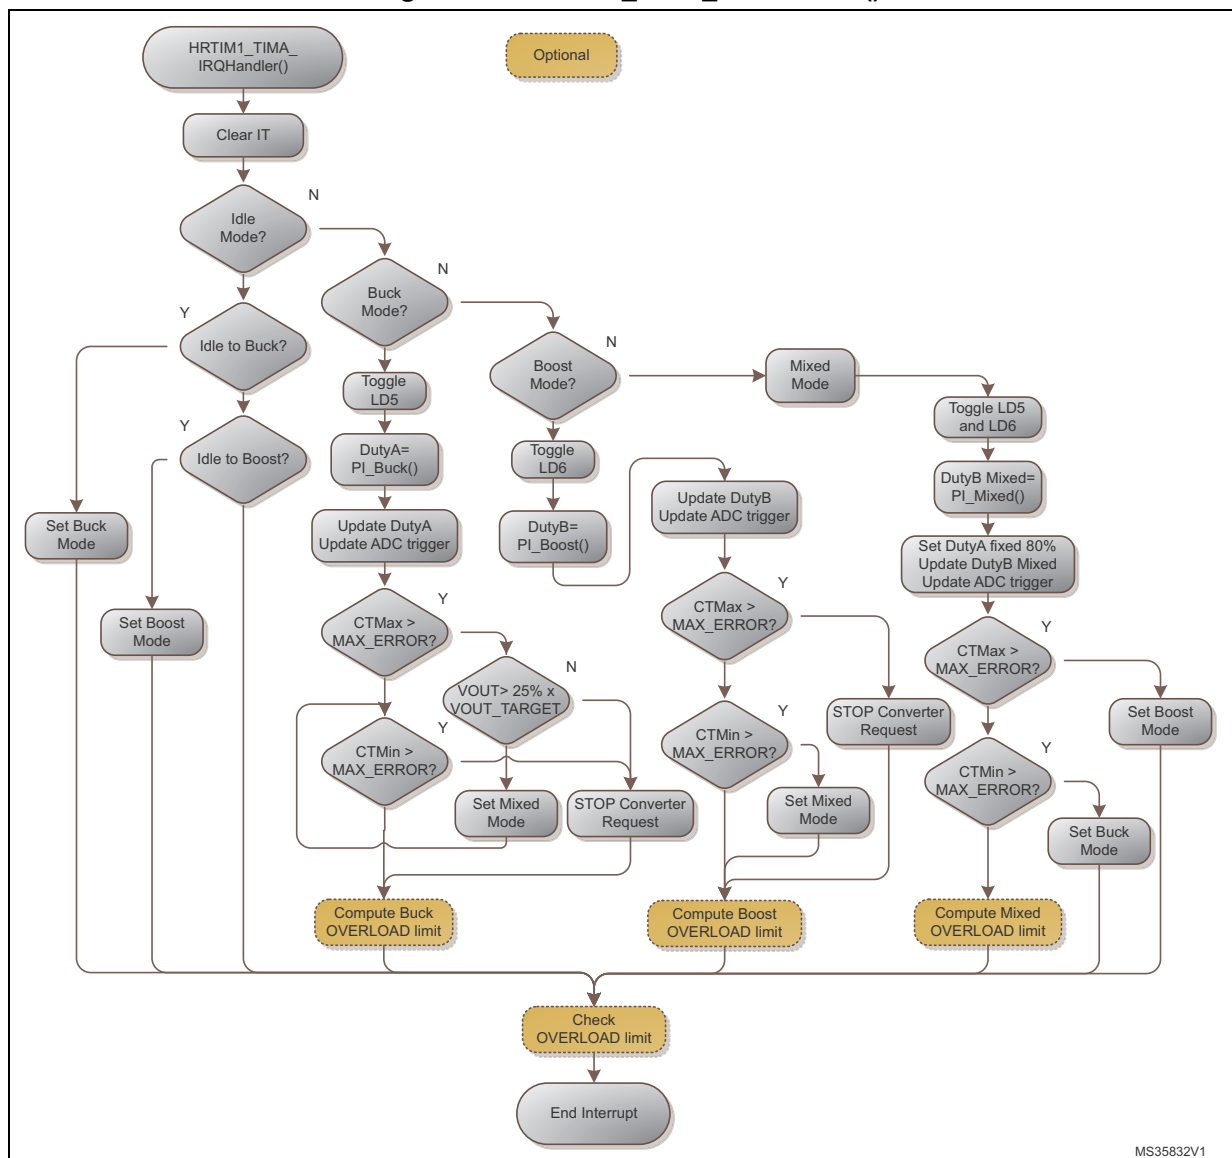 HRTIM1_TIMA_
IRQHandler()
Optional
Clear IT
N
Idle
Mode?
N
Buck
Mode?
Y
Idle to Buck?
N
Boost
Mode?
Mixed
Mode
Toggle
LD5
Toggle LD5
and LD6
Y
Idle to Boost?
DutyA=
PI_Buck()
Toggle
LD6
DutyB Mixed=
PI_Mixed()
Update DutyB
Update ADC trigger
Set Buck
Mode
Update DutyA
Update ADC trigger
DutyB=
PI_Boost()
Set DutyA fixed 80%
Update DutyB Mixed
Update ADC trigger
Set Boost
Mode
Y
CTMax >
MAX_ERROR?
Y
CTMax >
MAX_ERROR?
Y
CTMax >
MAX_ERROR?
N
VOUT> 25% x
VOUT_TARGET
STOP Converter
Request
Set Boost
Mode
Y
CTMin >
MAX_ERROR?
Y
CTMin >
MAX_ERROR?
Y
CTMin >
MAX_ERROR?
Set Mixed
Mode
STOP Converter
Request
Set Mixed
Mode
Set Buck
Mode
Compute Buck
OVERLOAD limit
Compute Boost
OVERLOAD limit
Compute Mixed
OVERLOAD limit
Check
OVERLOAD limit
End Interrupt
MS35832V1